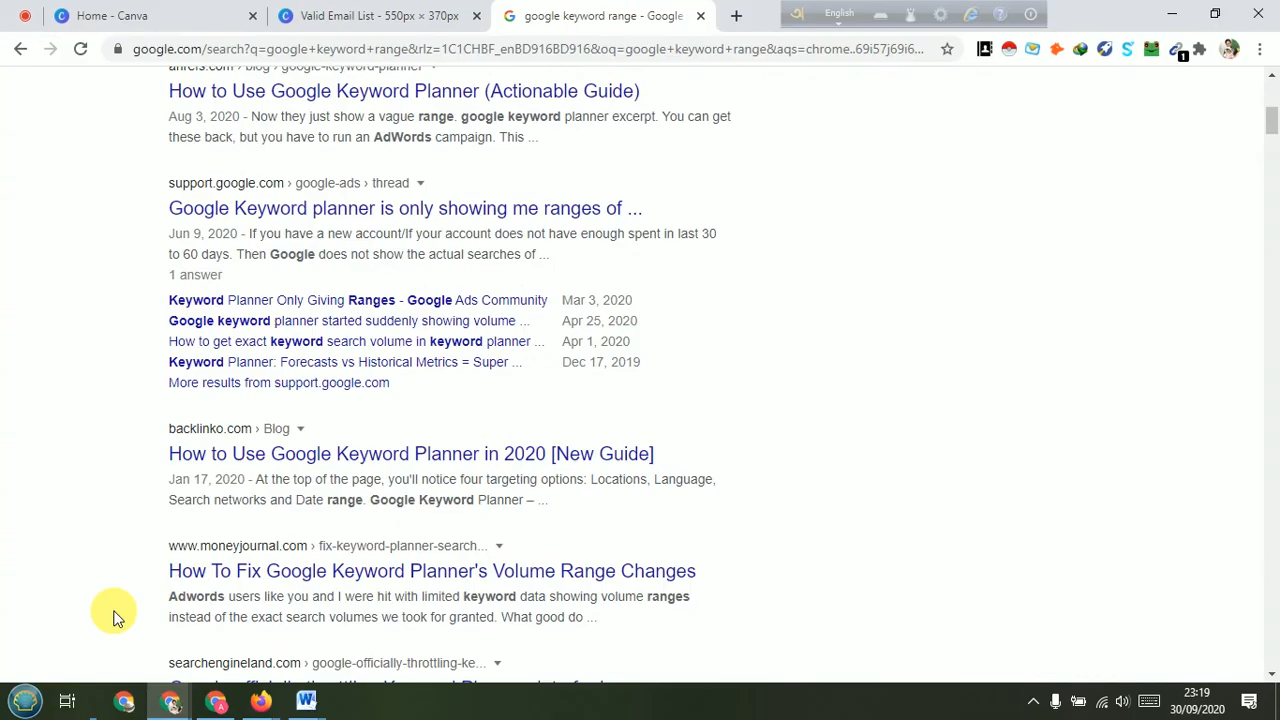 Home - Canva
Valid Email List - 550px × 370px
google keyword range - Google
English
google.com/search?q=google+keyword+range&rlz=1C1CHBF_enBD916BD916&oq=google+keyword+range&aqs=chrome..69i57j69i6...
1
ahrefs.com › blog › google-keyword-planner
How to Use Google Keyword Planner (Actionable Guide)
Aug 3, 2020 - Now they just show a vague range. google keyword planner excerpt. You can get
these back, but you have to run an AdWords campaign. This ...
support.google.com › google-ads › thread
Google Keyword planner is only showing me ranges of ...
Jun 9, 2020 - If you have a new account/If your account does not have enough spent in last 30
to 60 days. Then Google does not show the actual searches of ...
1 answer
Keyword Planner Only Giving Ranges - Google Ads Community Mar 3, 2020
Google keyword planner started suddenly showing volume ... Apr 25, 2020
How to get exact keyword search volume in keyword planner ... Apr 1, 2020
Keyword Planner: Forecasts vs Historical Metrics = Super ... Dec 17, 2019
More results from support.google.com
backlinko.com › Blog
How to Use Google Keyword Planner in 2020 [New Guide]
Jan 17, 2020 - At the top of the page, you'll notice four targeting options: Locations, Language,
Search networks and Date range. Google Keyword Planner – ...
www.moneyjournal.com › fix-keyword-planner-search...
How To Fix Google Keyword Planner's Volume Range Changes
Adwords users like you and I were hit with limited keyword data showing volume ranges
instead of the exact search volumes we took for granted. What good do ...
searchengineland.com › google-officially-throttling-ke...
23:19
30/09/2020